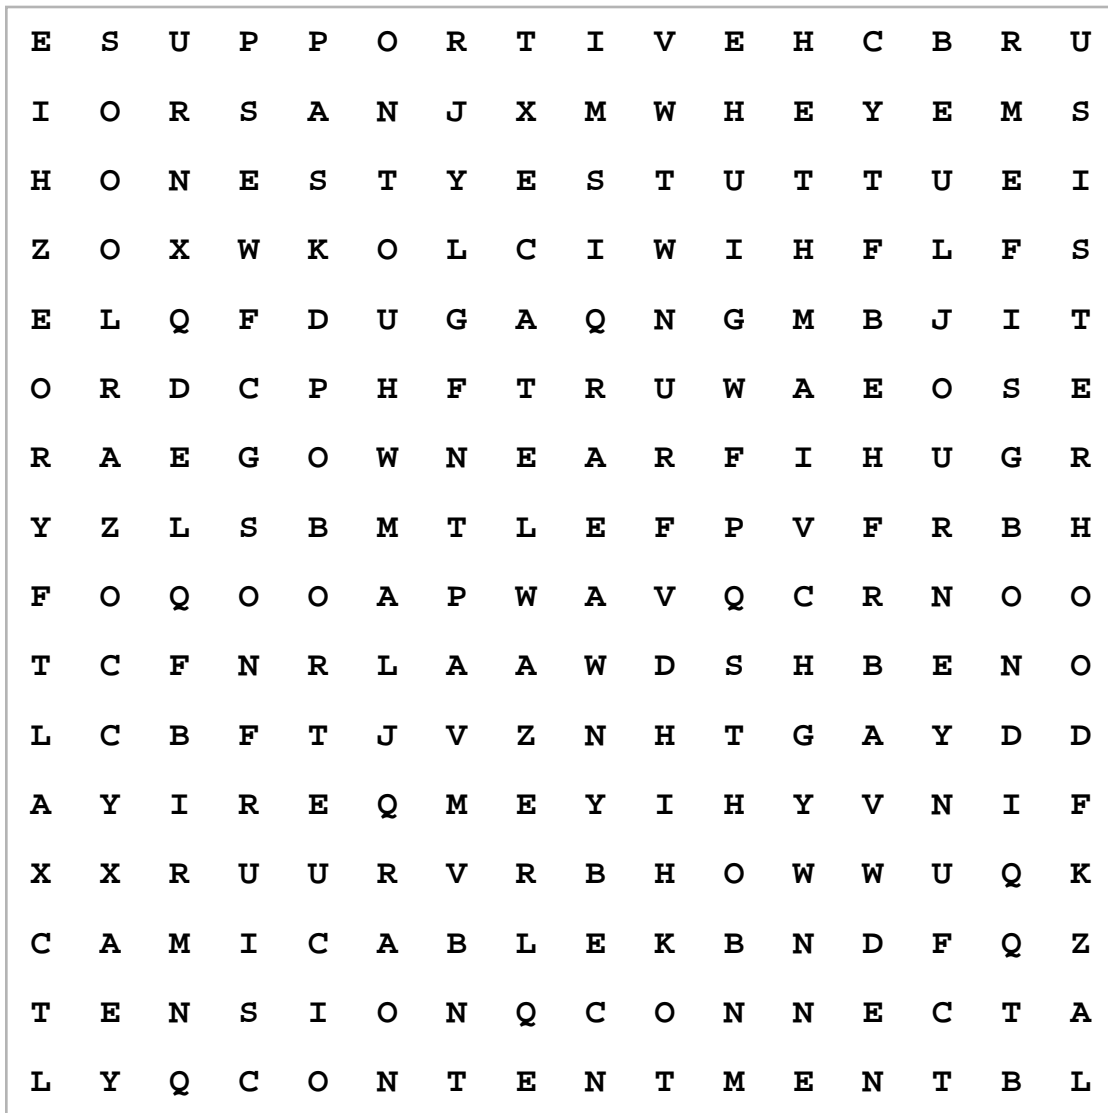 E S U P P O R T I V E H C B R U
I O R S A N J X M W H E Y E M S
H O N E S T Y E S T U T T U E I
Z O X W K O L C I W I H F L F S
E L Q F D U G A Q N G M B J I T
O R D C P H F T R U W A E O S E
R A E G O W N E A R F I H U G R
Y Z L S B M T L E F P V F R B H
F O Q O O A P W A V Q C R N O O
T C F N R L A A W D S H B E N O
L C B F T J V Z N H T G A Y D D
A Y I R E Q M E Y I H Y V N I F
X X R U U R V R B H O W W U Q K
C A M I C A B L E K B N D F Q Z
T E N S I O N Q C O N N E C T A
L Y Q C O N T E N T M E N T B L